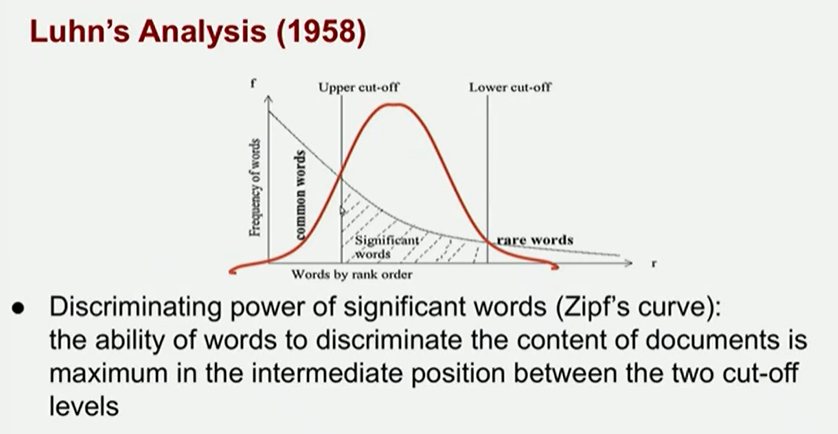 Luhn's Analysis (1958)
f
Upper cut-off
Lower cut-off
Frequency of words
common words
Significant
words
rare words
r
Words by rank order
● Discriminating power of significant words (Zipf's curve):
the ability of words to discriminate the content of documents is
maximum in the intermediate position between the two cut-off
levels